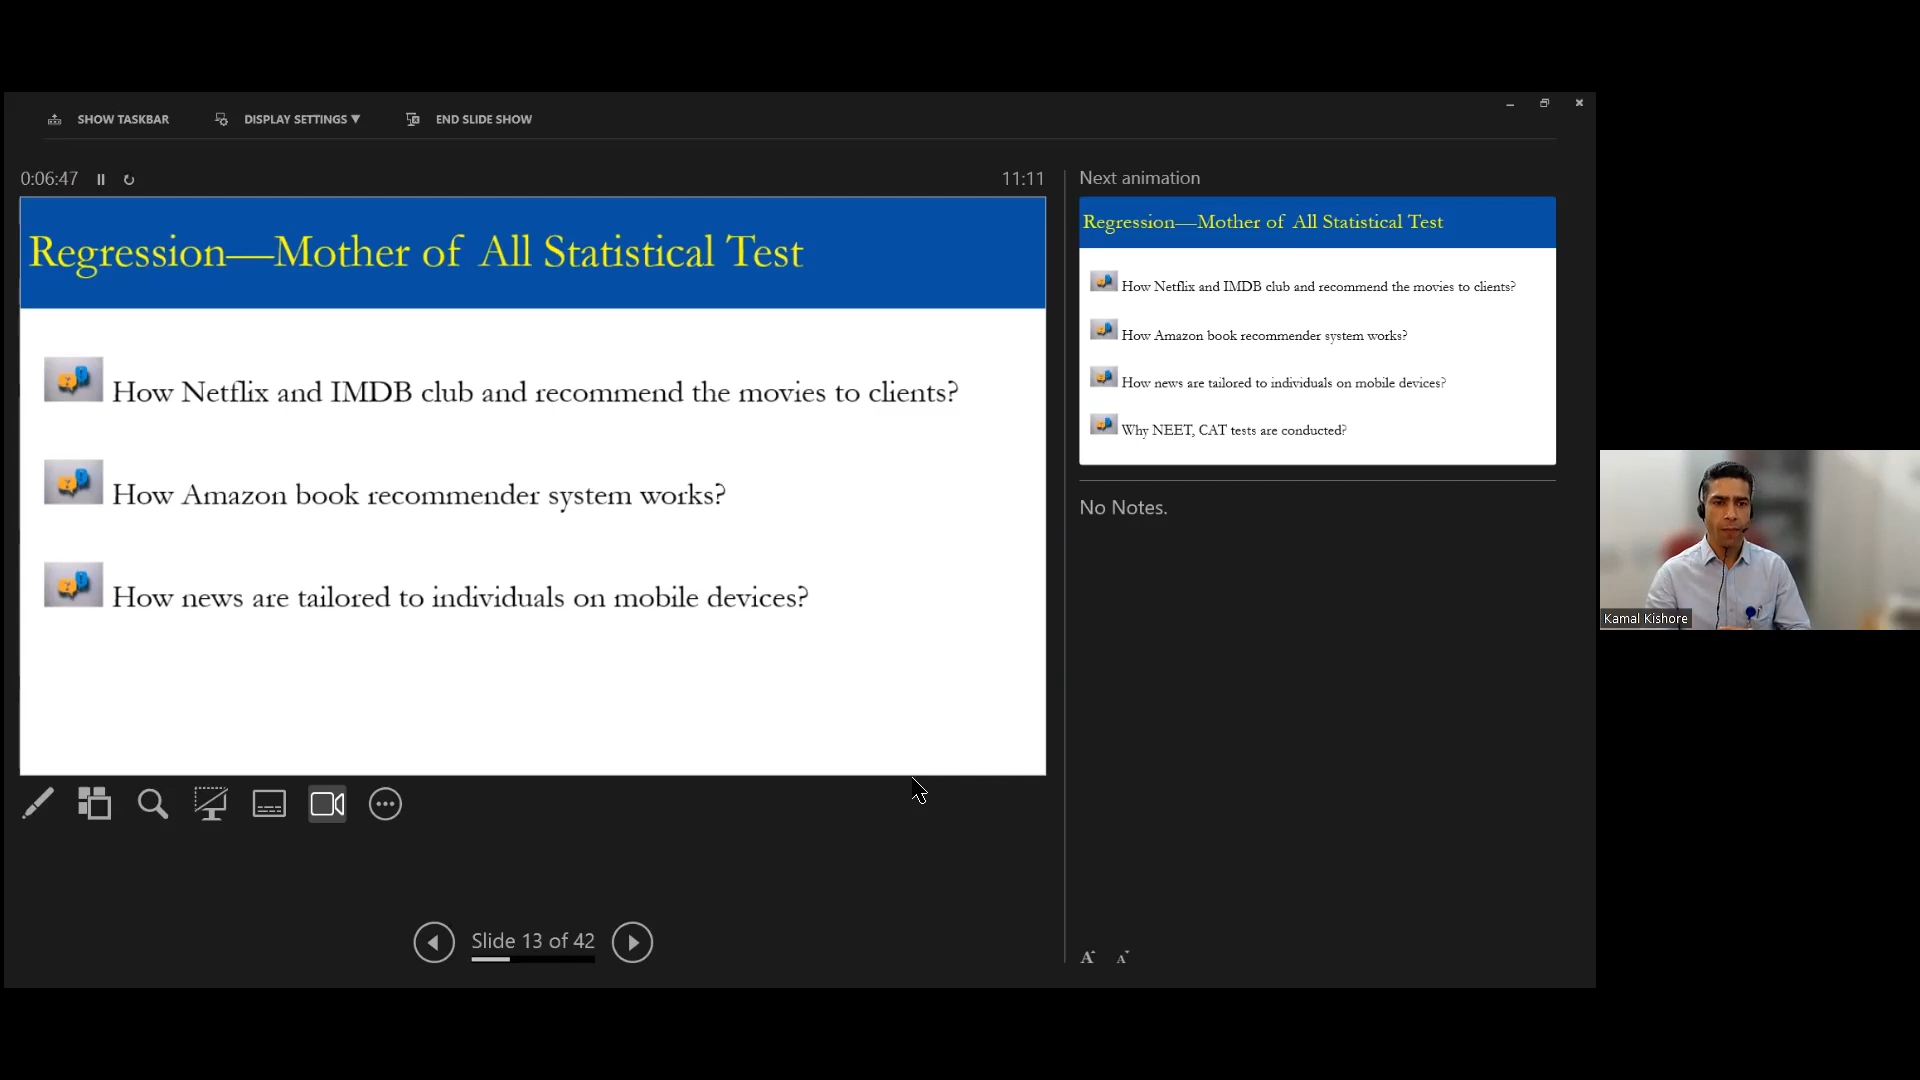 SHOW TASKBAR
DISPLAY SETTINGS ▼
END SLIDE SHOW
0:06:47
11:11
Regression—Mother of All Statistical Test
How Netflix and IMDB club and recommend the movies to clients?
How Amazon book recommender system works?
How news are tailored to individuals on mobile devices?
Slide 13 of 42
Next animation
Regression—Mother of All Statistical Test
How Netflix and IMDB club and recommend the movies to clients?
How Amazon book recommender system works?
How news are tailored to individuals on mobile devices?
Why NEET, CAT tests are conducted?
No Notes.
A A
Kamal Kishore